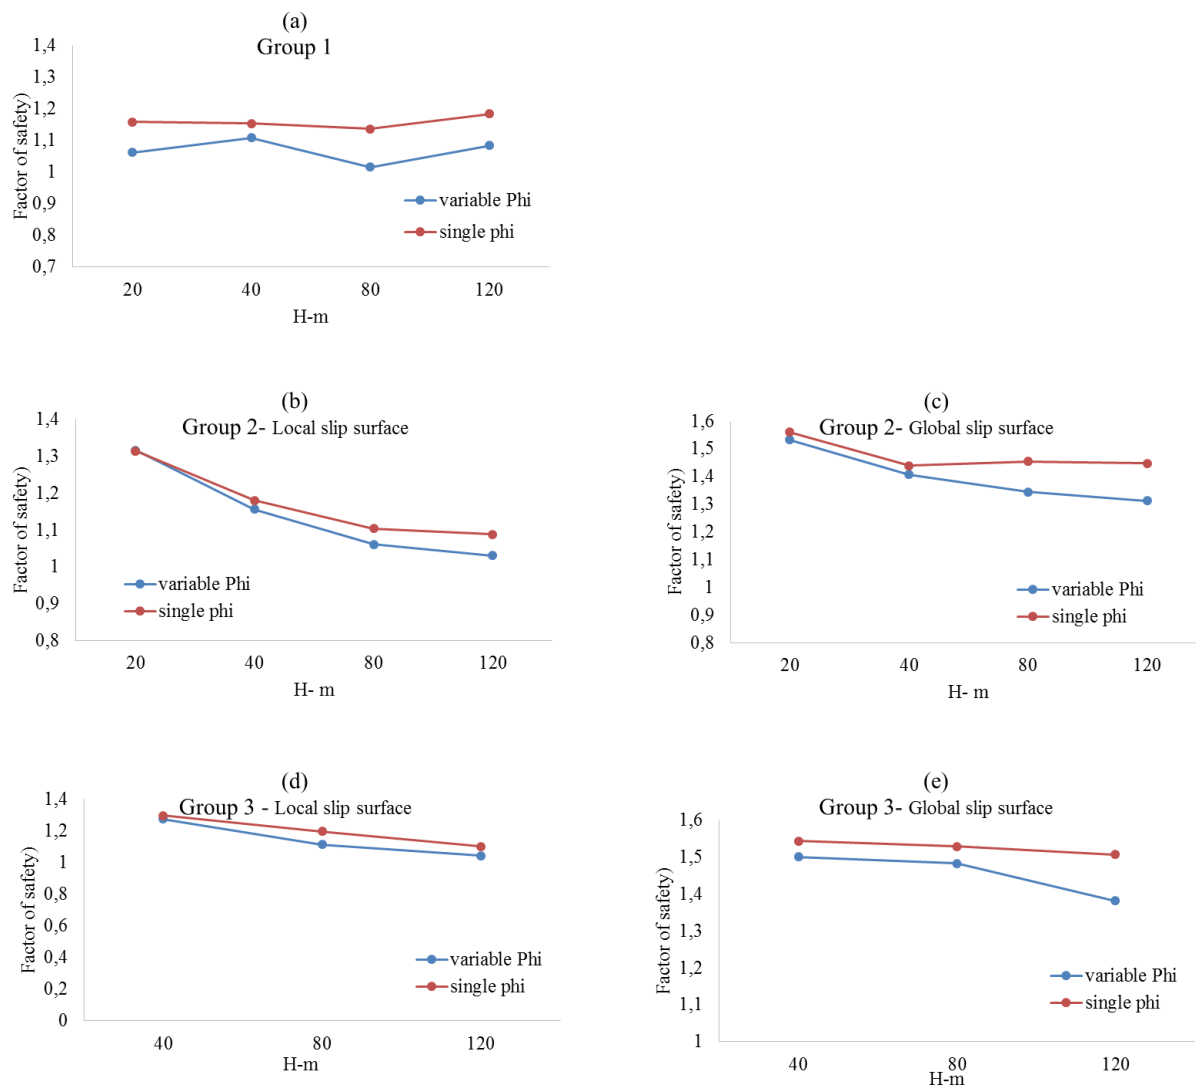 (a)
Group 1
Factor of safety)
1,4
1,3
1,2
1,1
1
0,9
0,8
0,7
variable Phi
single phi
20 40 80 120
H-m
(b)
Group 2- Local slip surface
Factor of safety)
1,4
1,3
1,2
1,1
1
0,9
0,8
variable Phi
single phi
20 40 80 120
H- m
(c)
Group 2- Global slip surface
Factor of safety)
1,6
1,5
1,4
1,3
1,2
1,1
1
0,9
0,8
variable Phi
single phi
20 40 80 120
H- m
(d)
Group 3 - Local slip surface
Factor of safety)
1,4
1,2
1
0,8
0,6
0,4
0,2
0
variable Phi
single phi
40 80 120
H-m
(e)
Group 3- Global slip surface
Factor of safety)
1,6
1,5
1,4
1,3
1,2
1,1
1
variable Phi
single phi
40 80 120
H-m